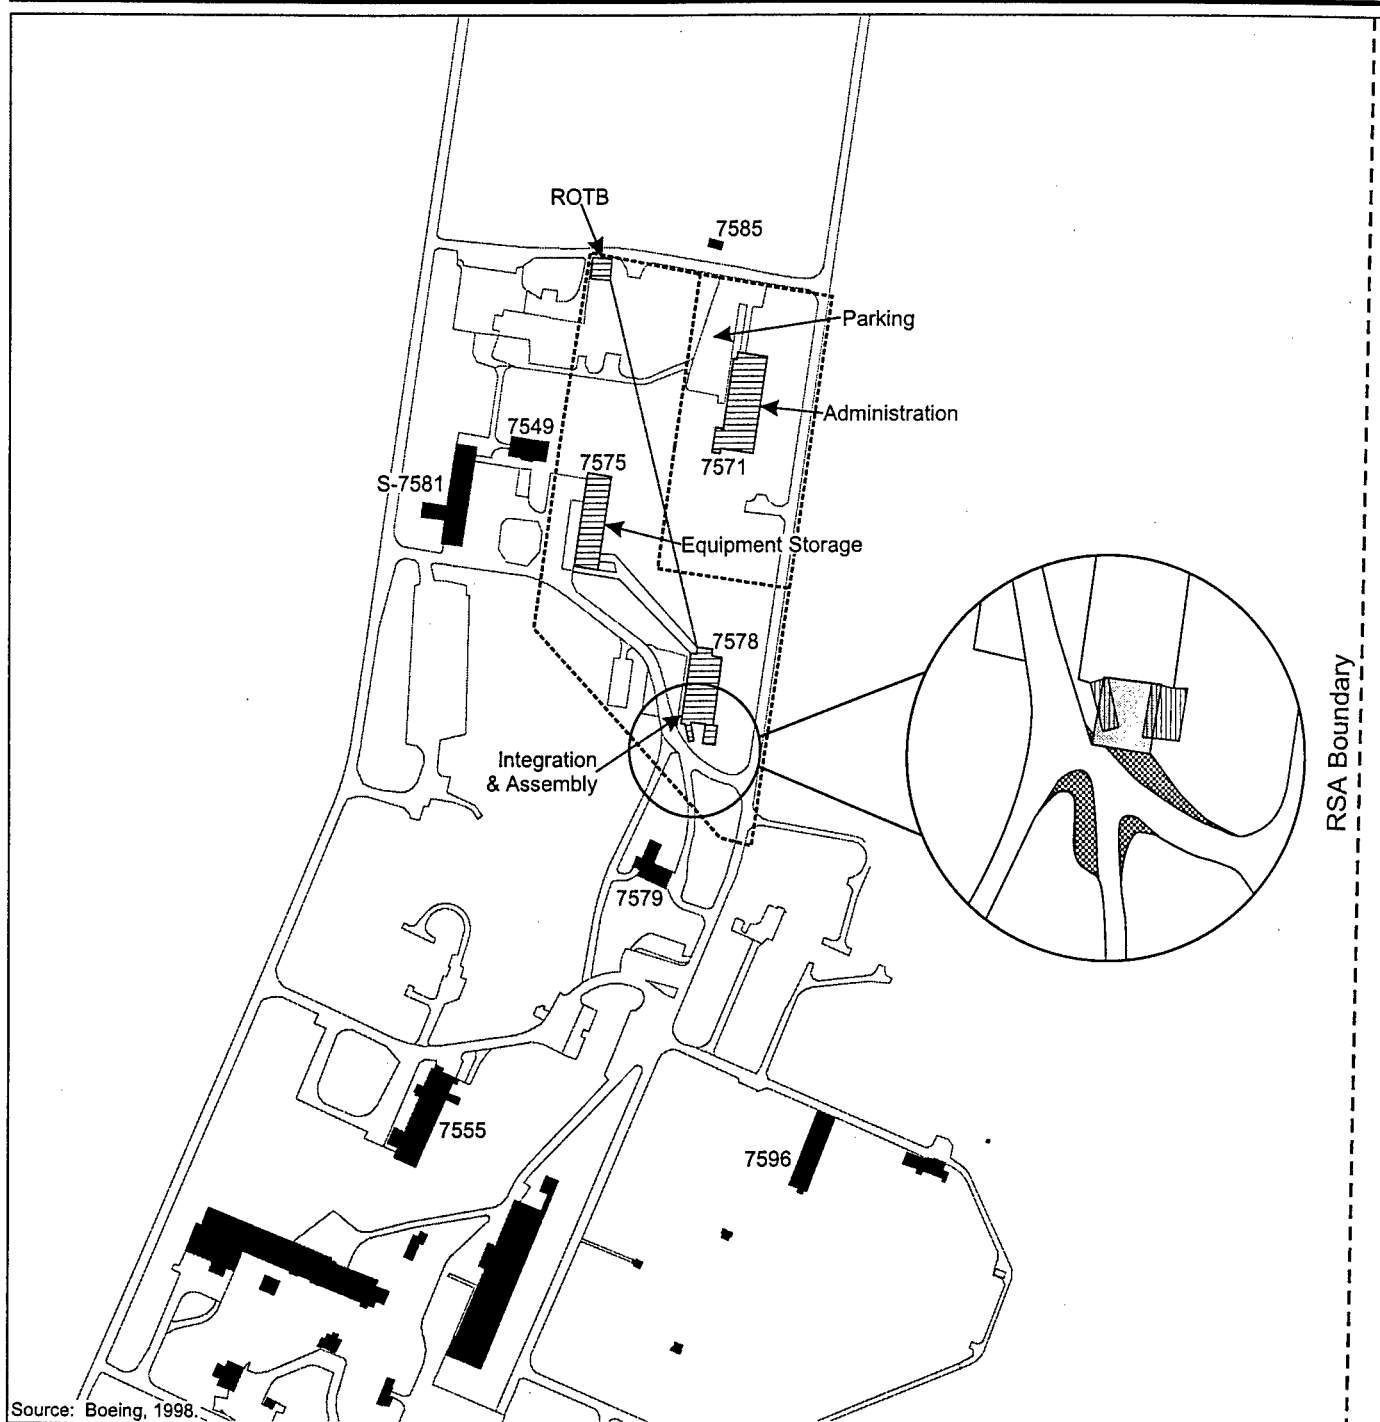 ROTB
7585
Parking
Administration
7549
7575
7571
S-7581
Equipment Storage
7578
Integration
& Assembly
RSA Boundary
7579
7555
7596
Source: Boeing, 1998.